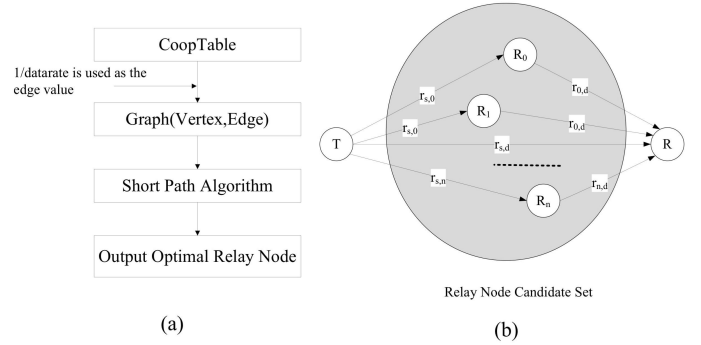 CoopTable
1/datarate is used as the
edge value
Graph(Vertex,Edge)
Short Path Algorithm
Output Optimal Relay Node
(a)
R0
rs,0
r0,d
R1
rs,0
r0,d
T
rs,d
R
rs,n
Rn
rn,d
Relay Node Candidate Set
(b)